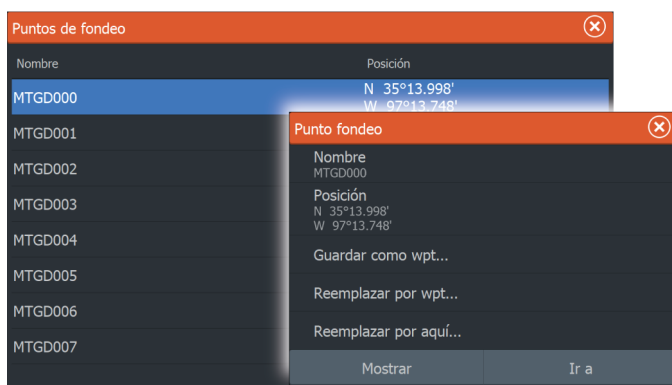 Puntos de fondeo
Nombre Posición
MTGD000 N 35°13.998'
W 97°13.748'
MTGD001
MTGD002
MTGD003
MTGD004
MTGD005
MTGD006
MTGD007
Punto fondeo
Nombre
MTGD000
Posición
N 35°13.998'
W 97°13.748'
Guardar como wpt...
Reemplazar por wpt...
Reemplazar por aquí...
Mostrar Ir a